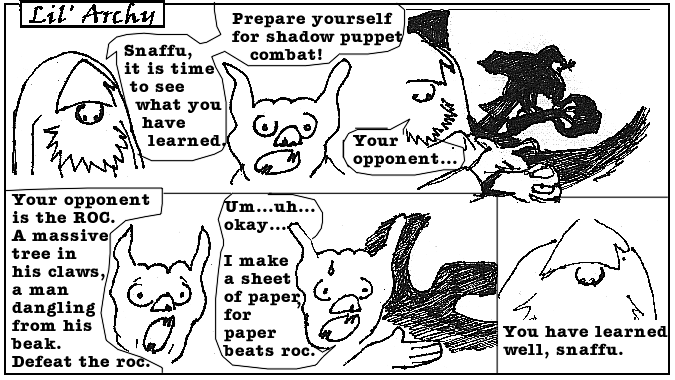 Lil' Archy
Snaffu,
it is time
to see
what you
have
learned.
Prepare yourself
for shadow puppet
combat!
Your
opponent...
Your opponent
is the ROC.
A massive
tree in
his claws,
a man
dangling
from his
beak.
Defeat the roc.
Um...uh...
okay...
I make
a sheet
of paper,
for
paper
beats roc.
You have learned
well, snaffu.